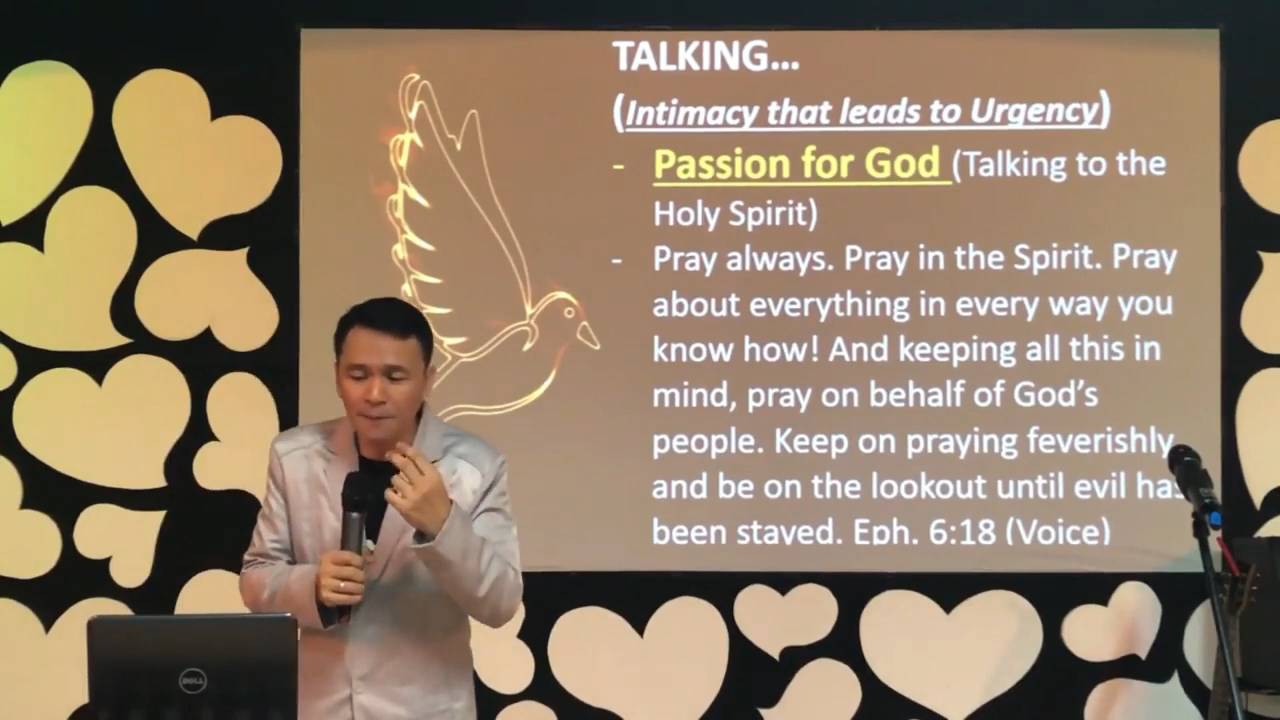 TALKING...
(Intimacy that leads to Urgency)
- Passion for God (Talking to the
Holy Spirit)
- Pray always. Pray in the Spirit. Pray
about everything in every way you
know how! And keeping all this in
mind, pray on behalf of God's
people. Keep on praying feverishly
and be on the lookout until evil has
been stayed. Eph. 6:18 (Voice)
DELL